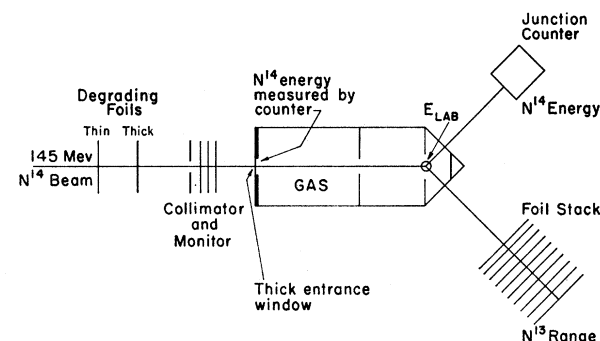 Junction
Counter
N14 energy
measured by
counter
Degrading
Foils
Thin
Thick
ELAB
N14 Energy
145 Mev
N14 Beam
GAS
Collimator
and
Monitor
Foil Stack
Thick entrance
window
N13 Range